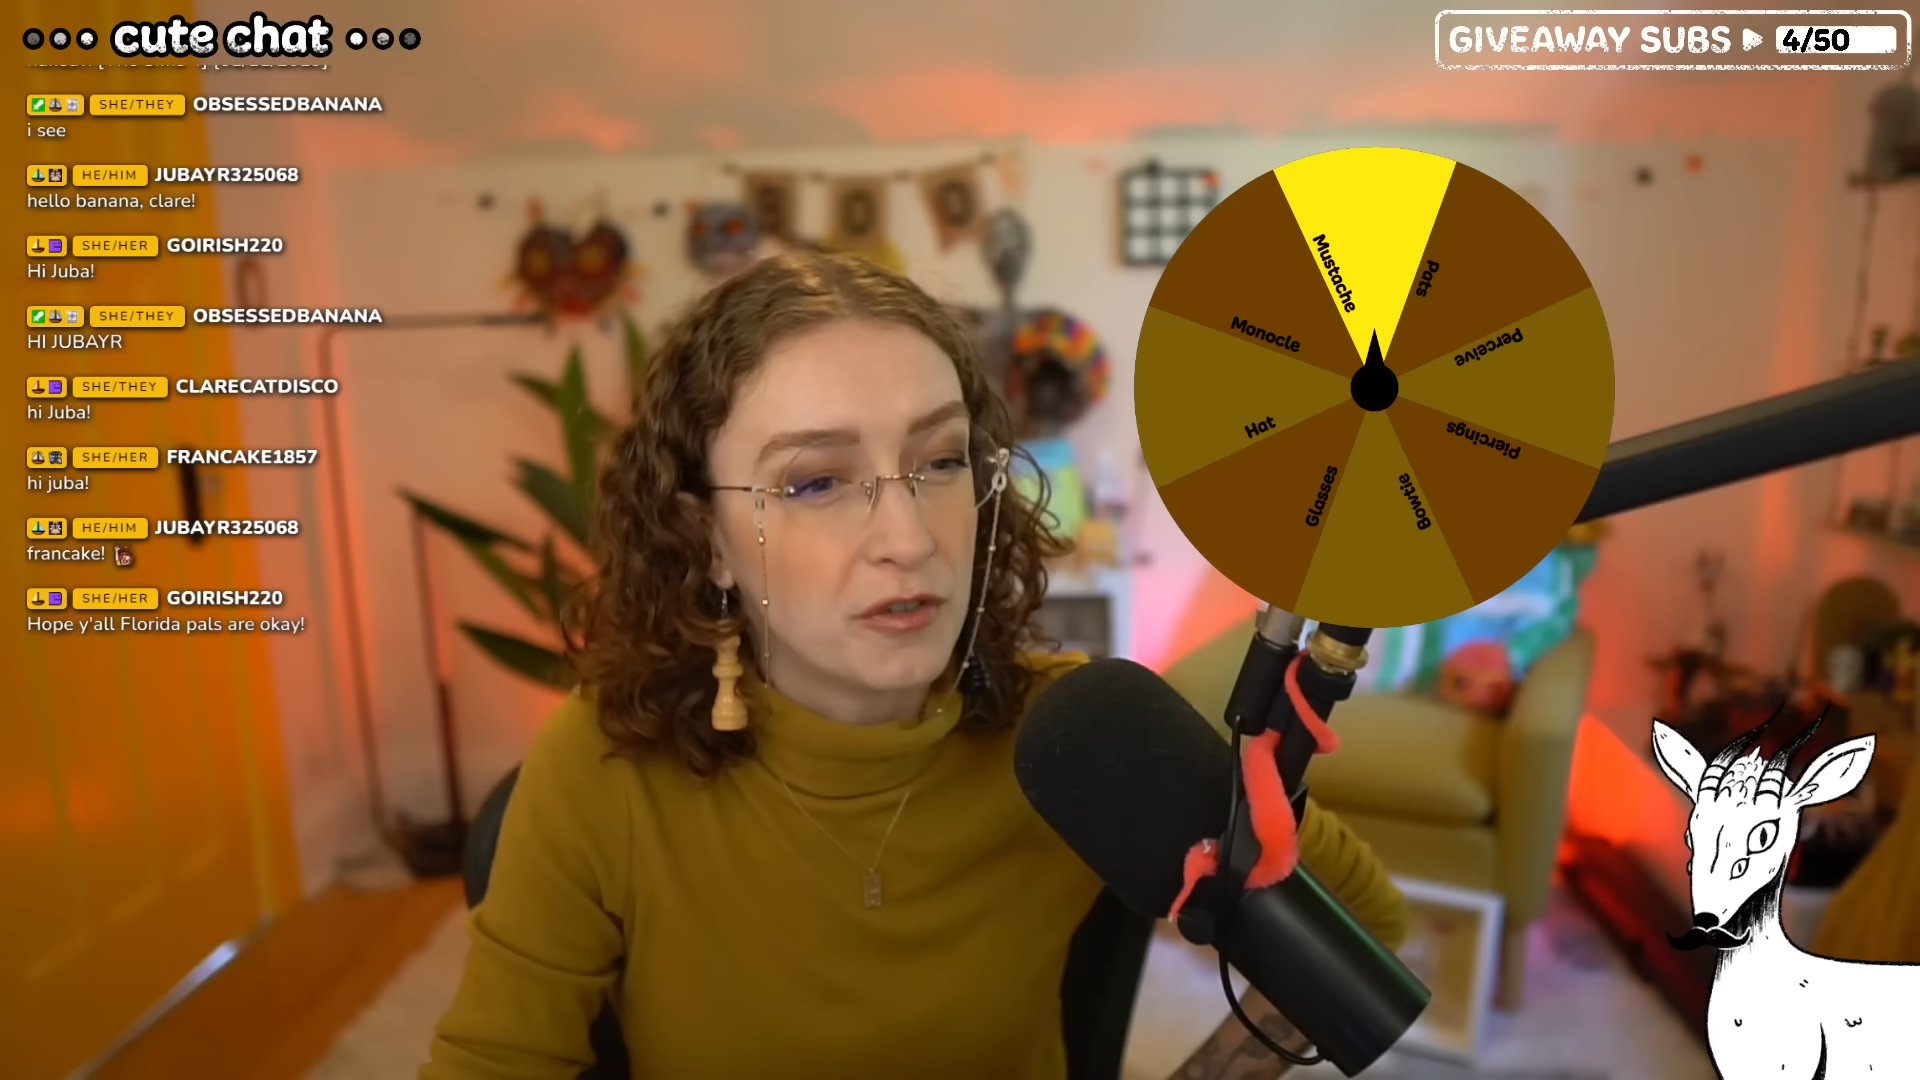 cute chat
GIVEAWAY SUBS 4/50
SHE/THEY OBSESSEDBANANA
i see
HE/HIM JUBAYR325068
hello banana, clare!
SHE/HER GOIRISH220
Hi Juba!
SHE/THEY OBSESSEDBANANA
HI JUBAYR
SHE/THEY CLARECATDISCO
hi Juba!
SHE/HER FRANCAKE1857
hi juba!
HE/HIM JUBAYR325068
francake!
SHE/HER GOIRISH220
Hope y'all Florida pals are okay!
Mustache
Pats
Perceive
Piercings
Bowtie
Glasses
Hat
Monocle